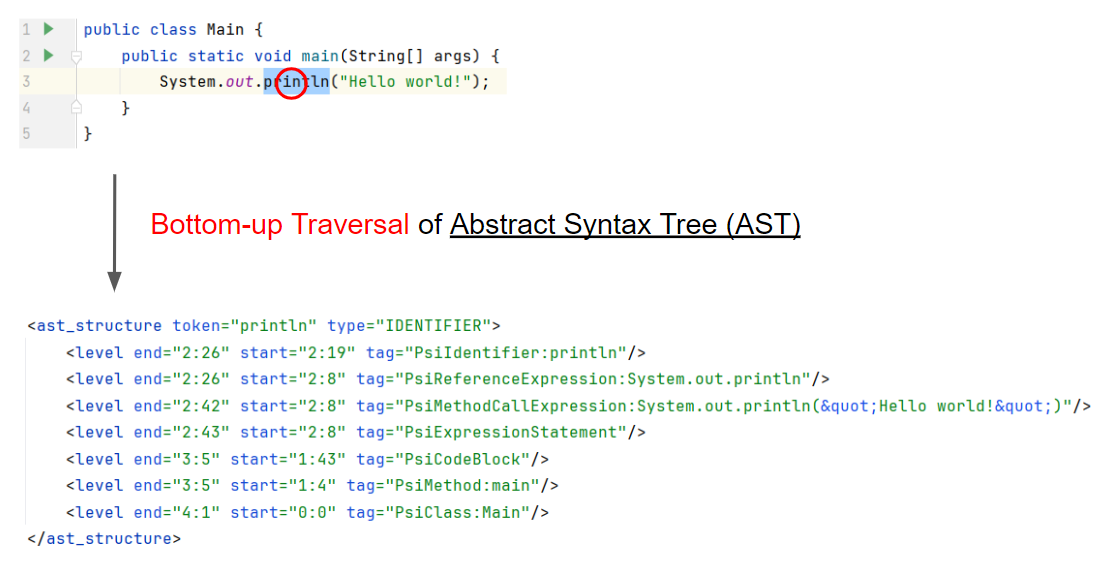 1 public class Main {
2 public static void main(String[] args) {
3 System.out.println("Hello world!");
4 }
5 }
Bottom-up Traversal of Abstract Syntax Tree (AST)
<ast_structure token="println" type="IDENTIFIER">
<level end="2:26" start="2:19" tag="PsiIdentifier:println"/>
<level end="2:26" start="2:8" tag="PsiReferenceExpression:System.out.println"/>
<level end="2:42" start="2:8" tag="PsiMethodCallExpression:System.out.println(&quot;Hello world!&quot;)"/>
<level end="2:43" start="2:8" tag="PsiExpressionStatement"/>
<level end="3:5" start="1:43" tag="PsiCodeBlock"/>
<level end="3:5" start="1:4" tag="PsiMethod:main"/>
<level end="4:1" start="0:0" tag="PsiClass:Main"/>
</ast_structure>